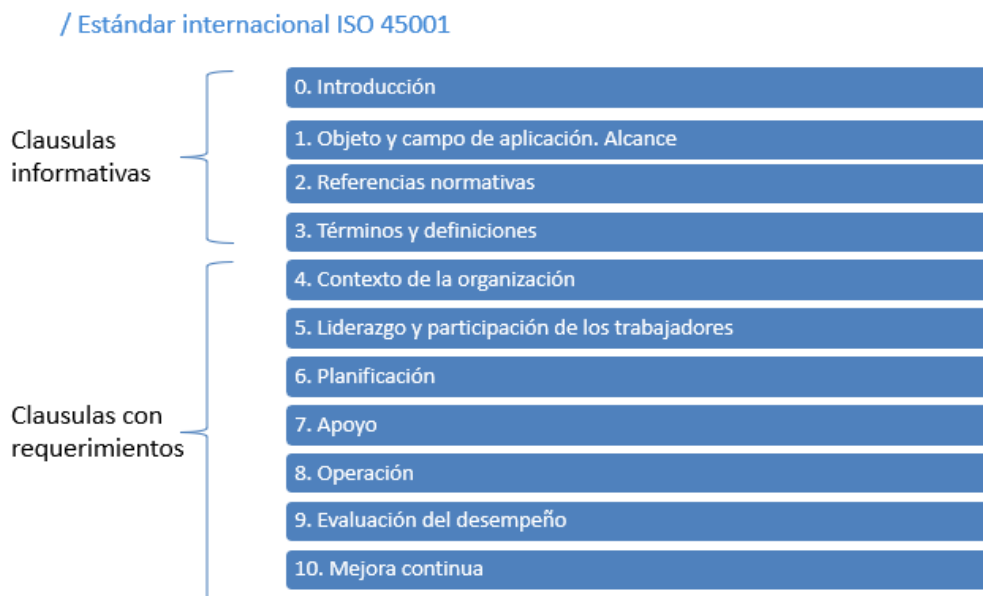 / Estándar internacional ISO 45001
Clausulas
informativas
0. Introducción
1. Objeto y campo de aplicación. Alcance
2. Referencias normativas
3. Términos y definiciones
Clausulas con
requerimientos
4. Contexto de la organización
5. Liderazgo y participación de los trabajadores
6. Planificación
7. Apoyo
8. Operación
9. Evaluación del desempeño
10. Mejora continua